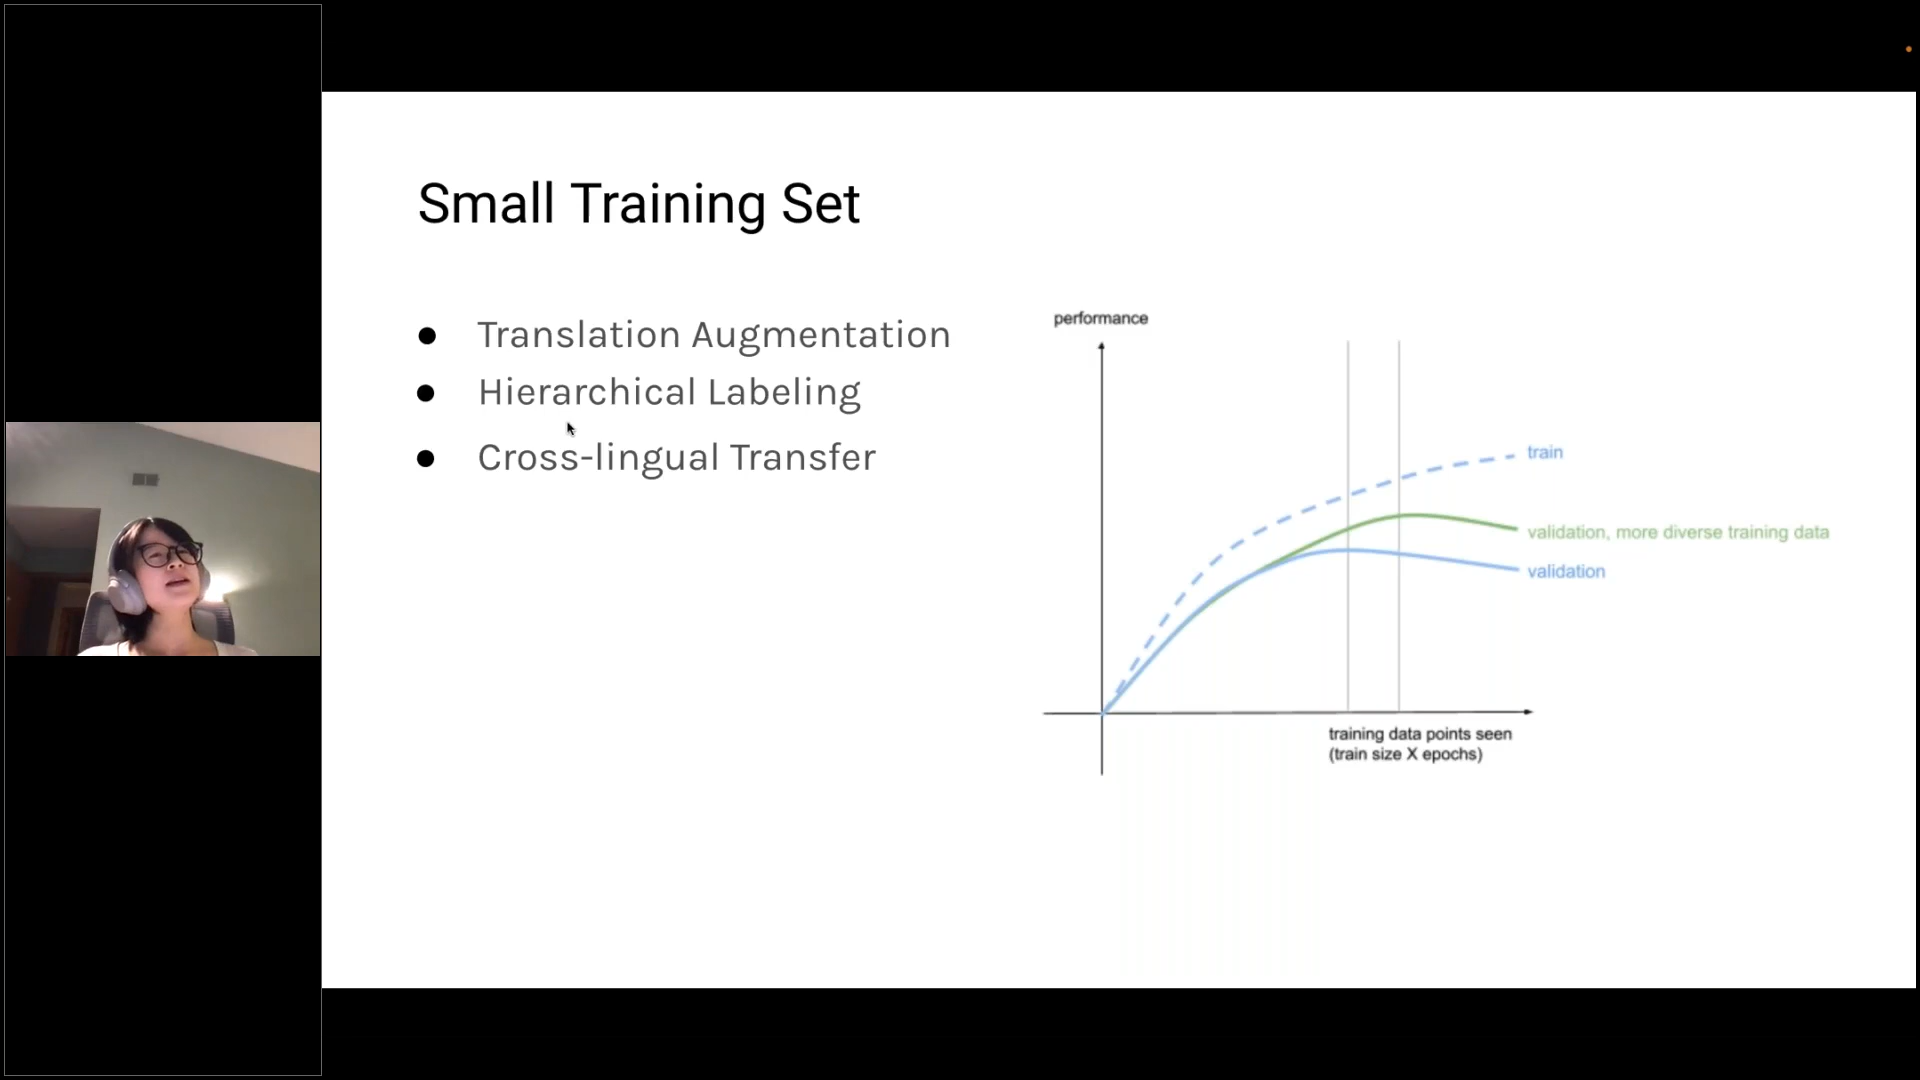 Small Training Set
Translation Augmentation
Hierarchical Labeling
Cross-lingual Transfer
performance
train
validation, more diverse training data
validation
training data points seen
(train size X epochs)